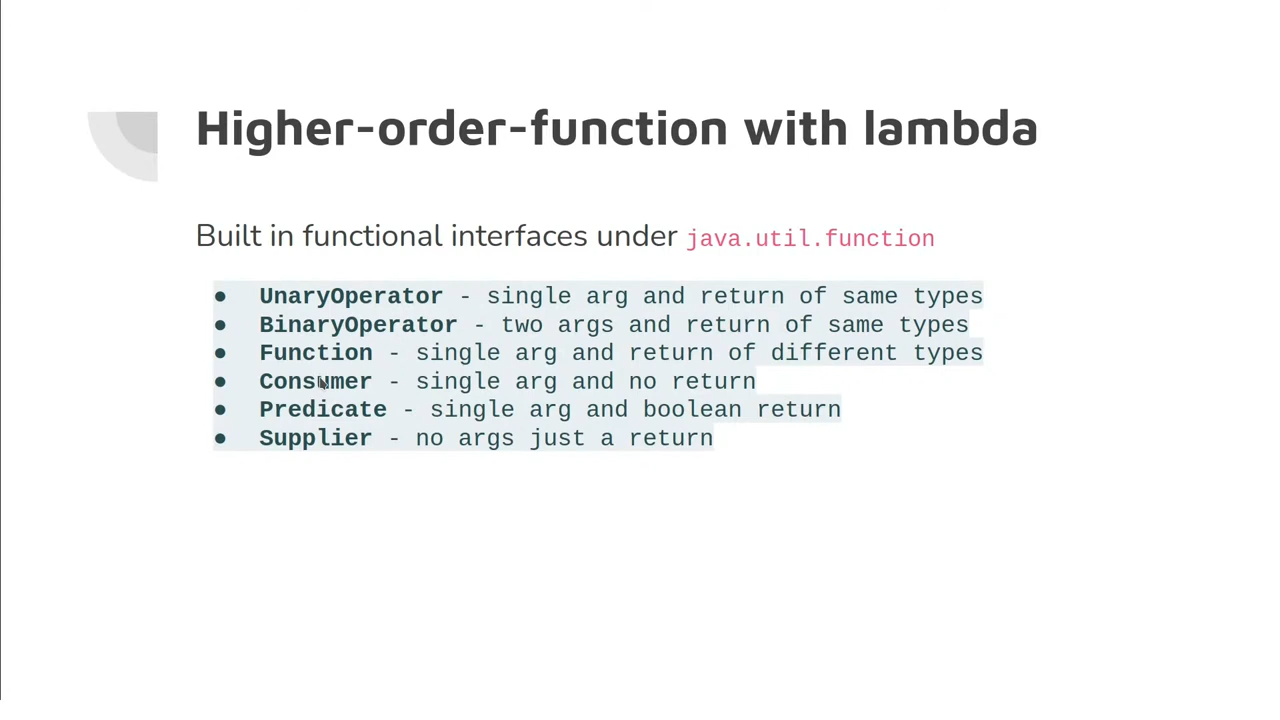 Higher-order-function with lambda
Built in functional interfaces under java.util.function
● UnaryOperator - single arg and return of same types
● BinaryOperator - two args and return of same types
● Function - single arg and return of different types
● Consumer - single arg and no return
● Predicate - single arg and boolean return
● Supplier - no args just a return